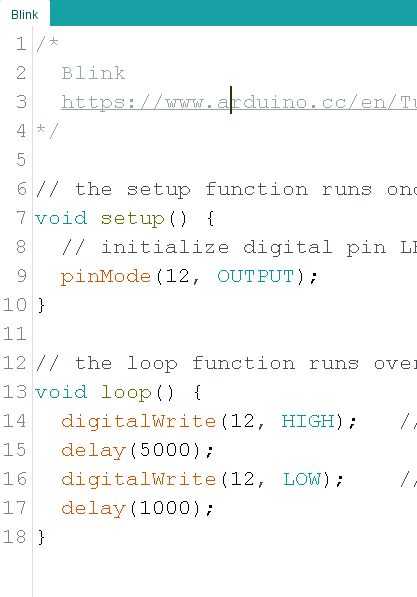 Blink
1 /*
2 Blink
3 https://www.arduino.cc/en/Tu
4 */
5
6 // the setup function runs onc
7 void setup() {
8 // initialize digital pin LE
9 pinMode(12, OUTPUT);
10 }
11
12 // the loop function runs over
13 void loop() {
14 digitalWrite(12, HIGH); //
15 delay(5000);
16 digitalWrite(12, LOW); //
17 delay(1000);
18 }